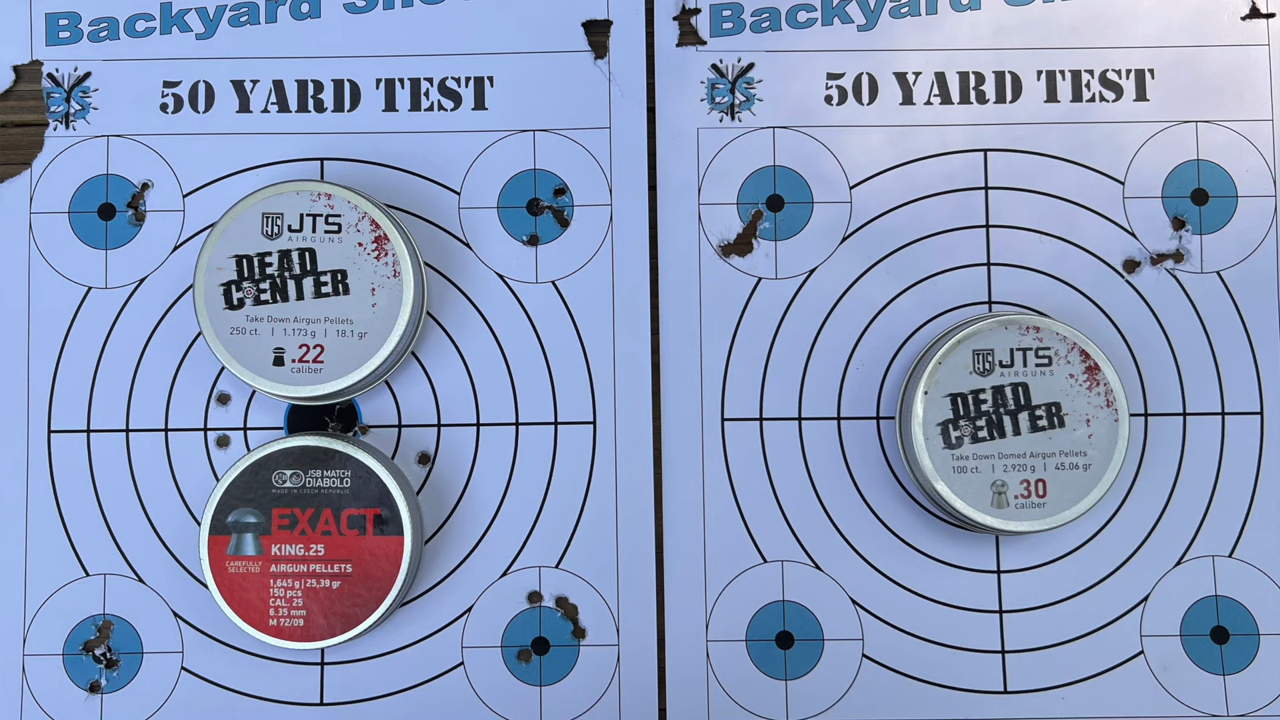 Backyard
50 YARD TEST
BS
JTS
AIRGUNS
DEAD
CENTER
Take Down Airgun Pellets
250 ct. | 1.173 g | 18.1 gr
.22
caliber
JSB MATCH
DIABOLO
MADE IN CZECH REPUBLIC
EXACT
KING.25
CAREFULLY
SELECTED
AIRGUN PELLETS
1,645 g | 25,39 gr
150 pcs
CAL. 25
6.35 mm
M 72/09
Backyard
50 YARD TEST
BS
JTS
AIRGUNS
DEAD
CENTER
Take Down Domed Airgun Pellets
100 ct. | 2.920 g | 45.06 gr
.30
caliber